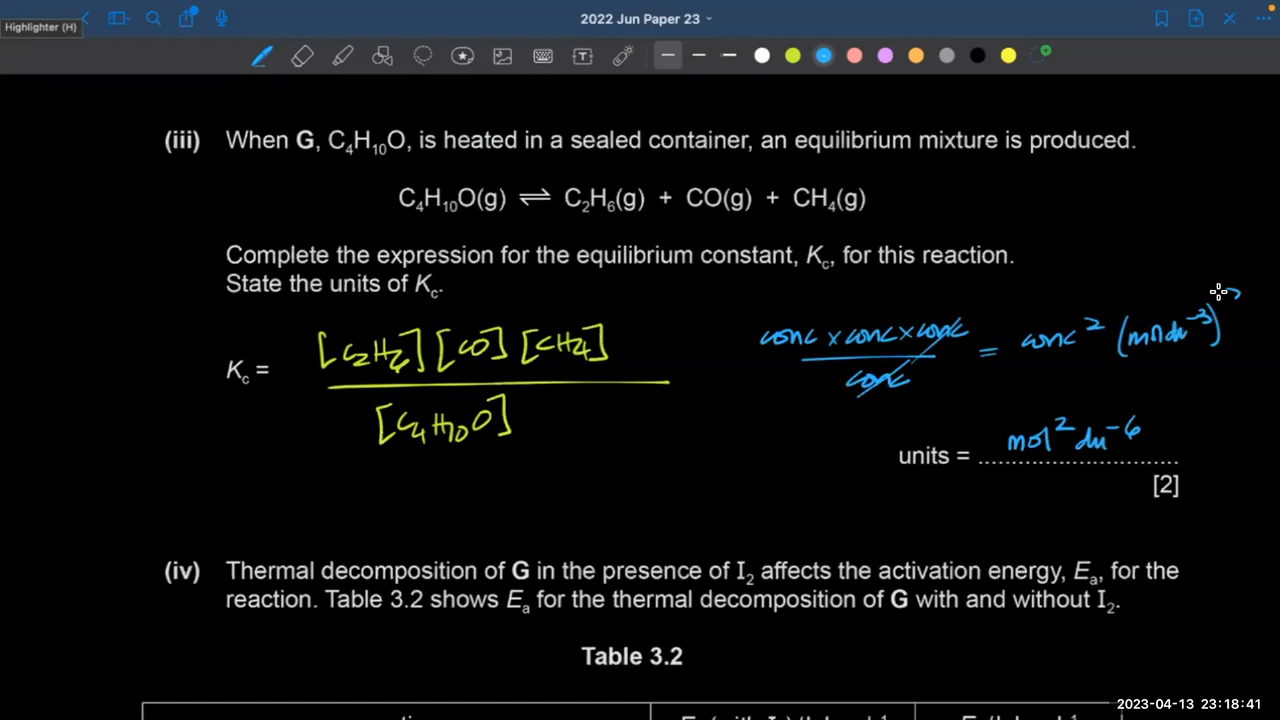 2022 Jun Paper 23
Highlighter (H)
(iii) When G, C₄H₁₀O, is heated in a sealed container, an equilibrium mixture is produced.
C₄H₁₀O(g) ⇌ C₂H₆(g) + CO(g) + CH₄(g)
Complete the expression for the equilibrium constant, Kc, for this reaction.
State the units of Kc.
[C₂H₆] [CO] [CH4]
Kc =
[C₄H₁₀O]
conc × conc × conc
= conc² (mol dm⁻³)
conc
units = mol² dm⁻⁶
[2]
(iv) Thermal decomposition of G in the presence of I₂ affects the activation energy, Eₐ, for the
reaction. Table 3.2 shows Eₐ for the thermal decomposition of G with and without I₂.
Table 3.2
2023-04-13 23:18:41